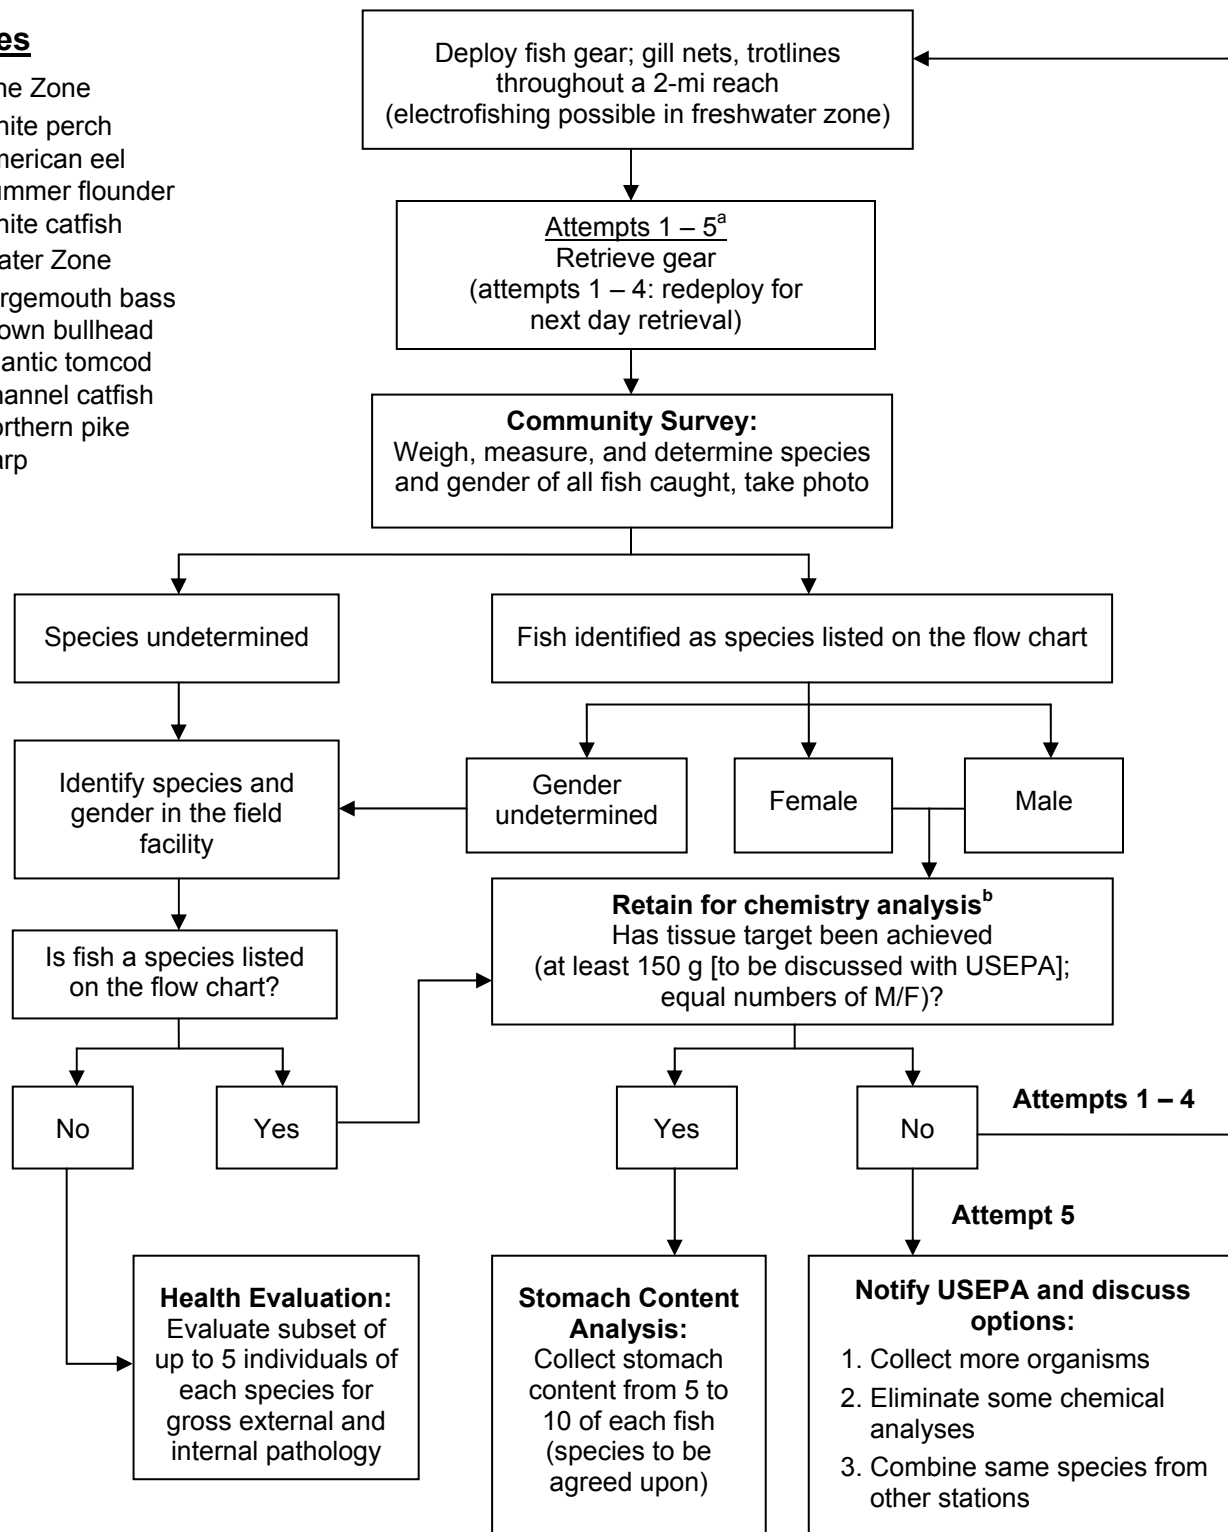 es
ne Zone
nite perch
merican eel
ummer flounder
nite catfish
ater Zone
argemouth bass
own bullhead
lantic tomcod
hannel catfish
orthern pike
arp
Deploy fish gear; gill nets, trotlines
throughout a 2-mi reach
(electrofishing possible in freshwater zone)
Attempts 1 – 5a
Retrieve gear
(attempts 1 – 4: redeploy for
next day retrieval)
Community Survey:
Weigh, measure, and determine species
and gender of all fish caught, take photo
Species undetermined
Fish identified as species listed on the flow chart
Identify species and
gender in the field
facility
Gender
undetermined
Female
Male
Is fish a species listed
on the flow chart?
Retain for chemistry analysisb
Has tissue target been achieved
(at least 150 g [to be discussed with USEPA];
equal numbers of M/F)?
No
Yes
Yes
No
Attempts 1 – 4
Attempt 5
Health Evaluation:
Evaluate subset of
up to 5 individuals of
each species for
gross external and
internal pathology
Stomach Content
Analysis:
Collect stomach
content from 5 to
10 of each fish
(species to be
agreed upon)
Notify USEPA and discuss
options:
1. Collect more organisms
2. Eliminate some chemical
analyses
3. Combine same species from
other stations